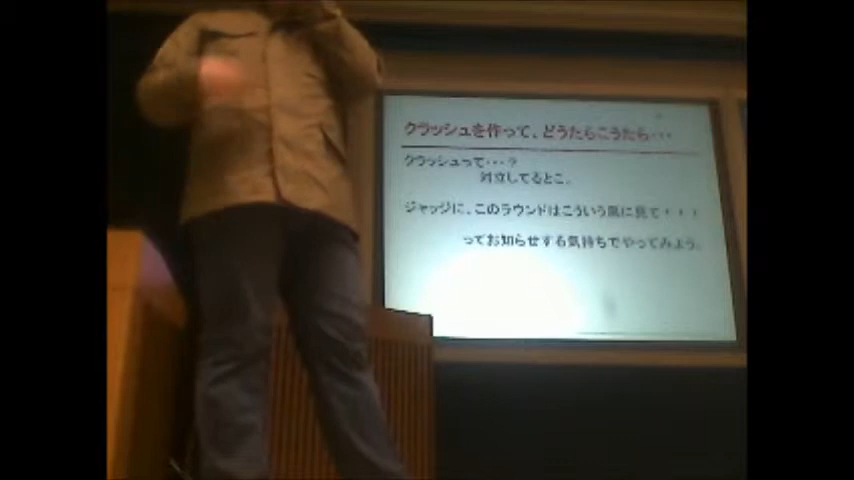 クラッシュを作って、どうたらこうたら・・・
クラッシュって・・・?
対立してるとこ。
ジャッジに、このラウンドはこういう風に見て・・・
ってお知らせする気持ちでやってみよう。